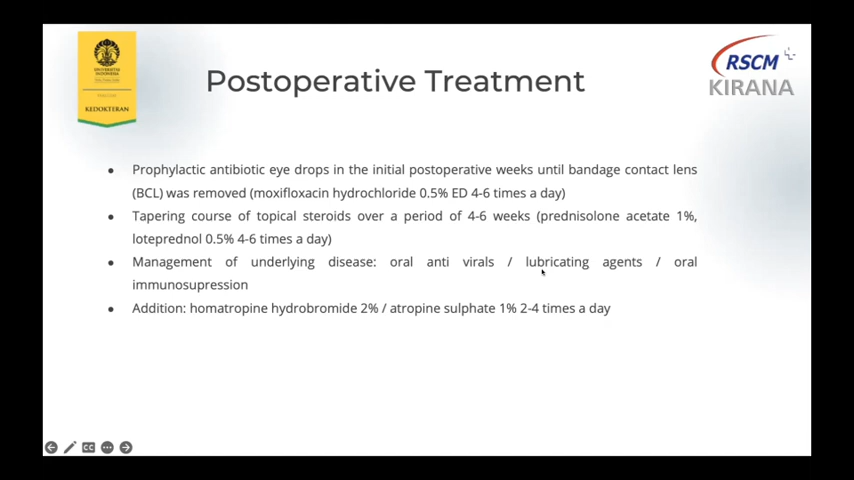 UNIVERSITAS
INDONESIA
KEDOKTERAN
RSCM
KIRANA
Postoperative Treatment
• Prophylactic antibiotic eye drops in the initial postoperative weeks until bandage contact lens
(BCL) was removed (moxifloxacin hydrochloride 0.5% ED 4-6 times a day)
• Tapering course of topical steroids over a period of 4-6 weeks (prednisolone acetate 1%,
loteprednol 0.5% 4-6 times a day)
• Management of underlying disease: oral anti virals / lubricating agents / oral
immunosupression
• Addition: homatropine hydrobromide 2% / atropine sulphate 1% 2-4 times a day
CC